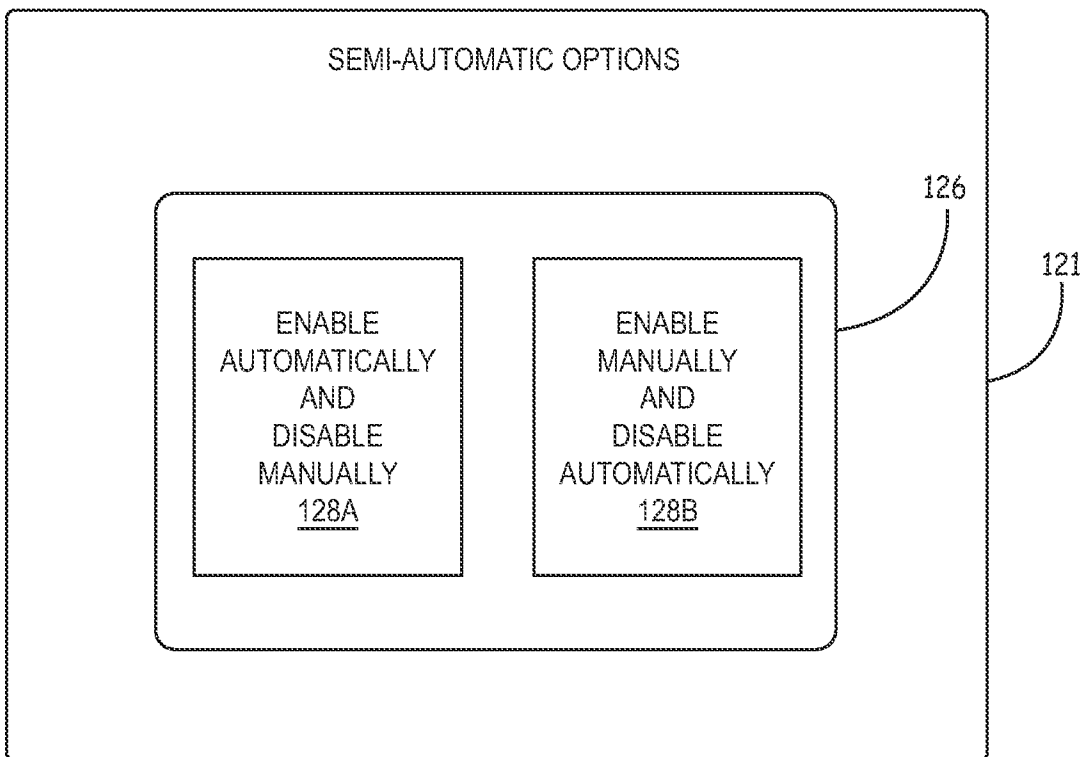 SEMI-AUTOMATIC OPTIONS
126
121
ENABLE
AUTOMATICALLY
AND
DISABLE
MANUALLY
128A
ENABLE
MANUALLY
AND
DISABLE
AUTOMATICALLY
128B